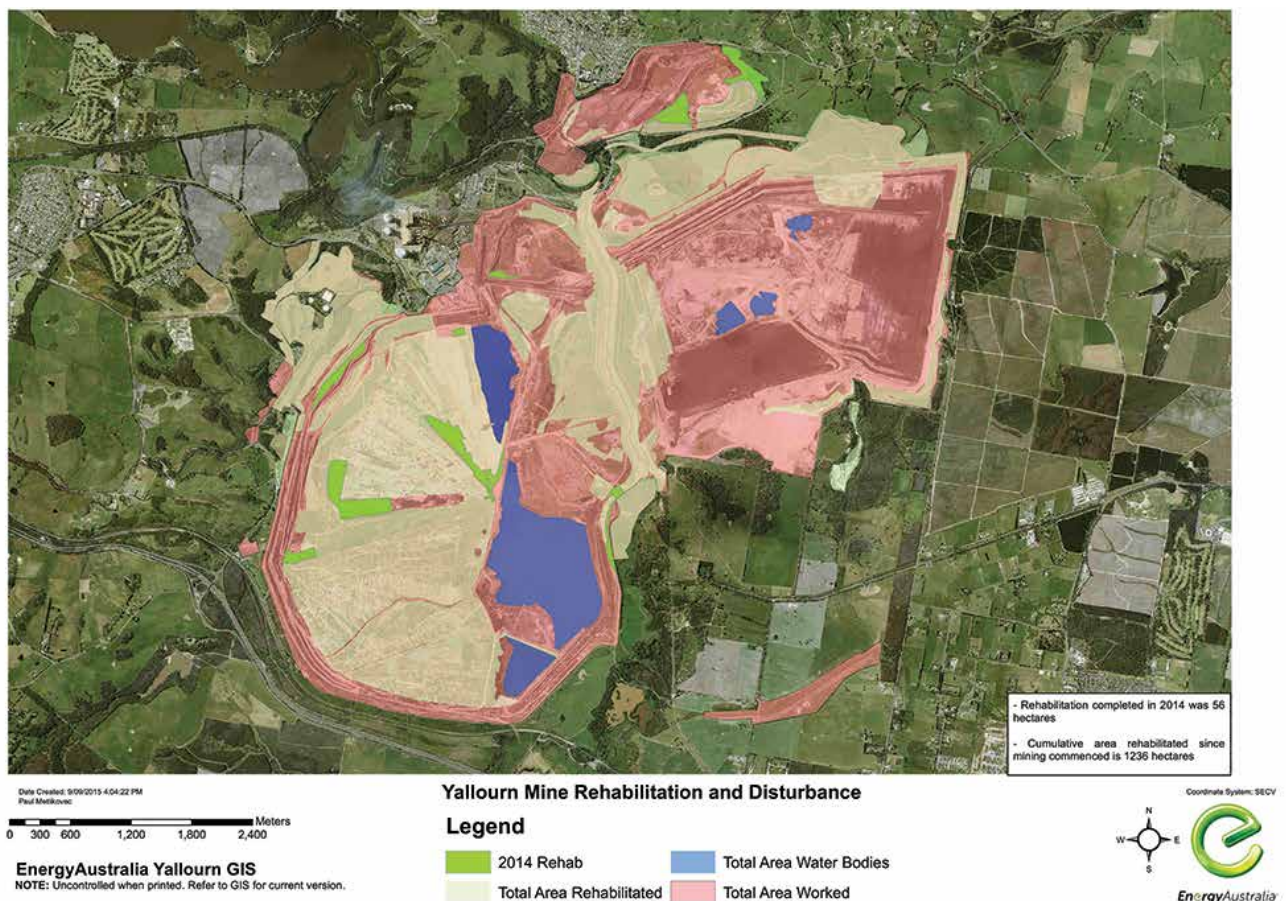 - Rehabilitation completed in 2014 was 56
hectares
- Cumulative area rehabilitated since
mining commenced is 1236 hectares
Date Created: 9/09/2015 4:04:22 PM
Paul Metlikovec
Yallourn Mine Rehabilitation and Disturbance
Coordinate System: SECV
Meters
0 300 600 1,200 1,800 2,400
Legend
N
W E
S
2014 Rehab
Total Area Water Bodies
Total Area Rehabilitated
Total Area Worked
EnergyAustralia Yallourn GIS
NOTE: Uncontrolled when printed. Refer to GIS for current version.
EnergyAustralia